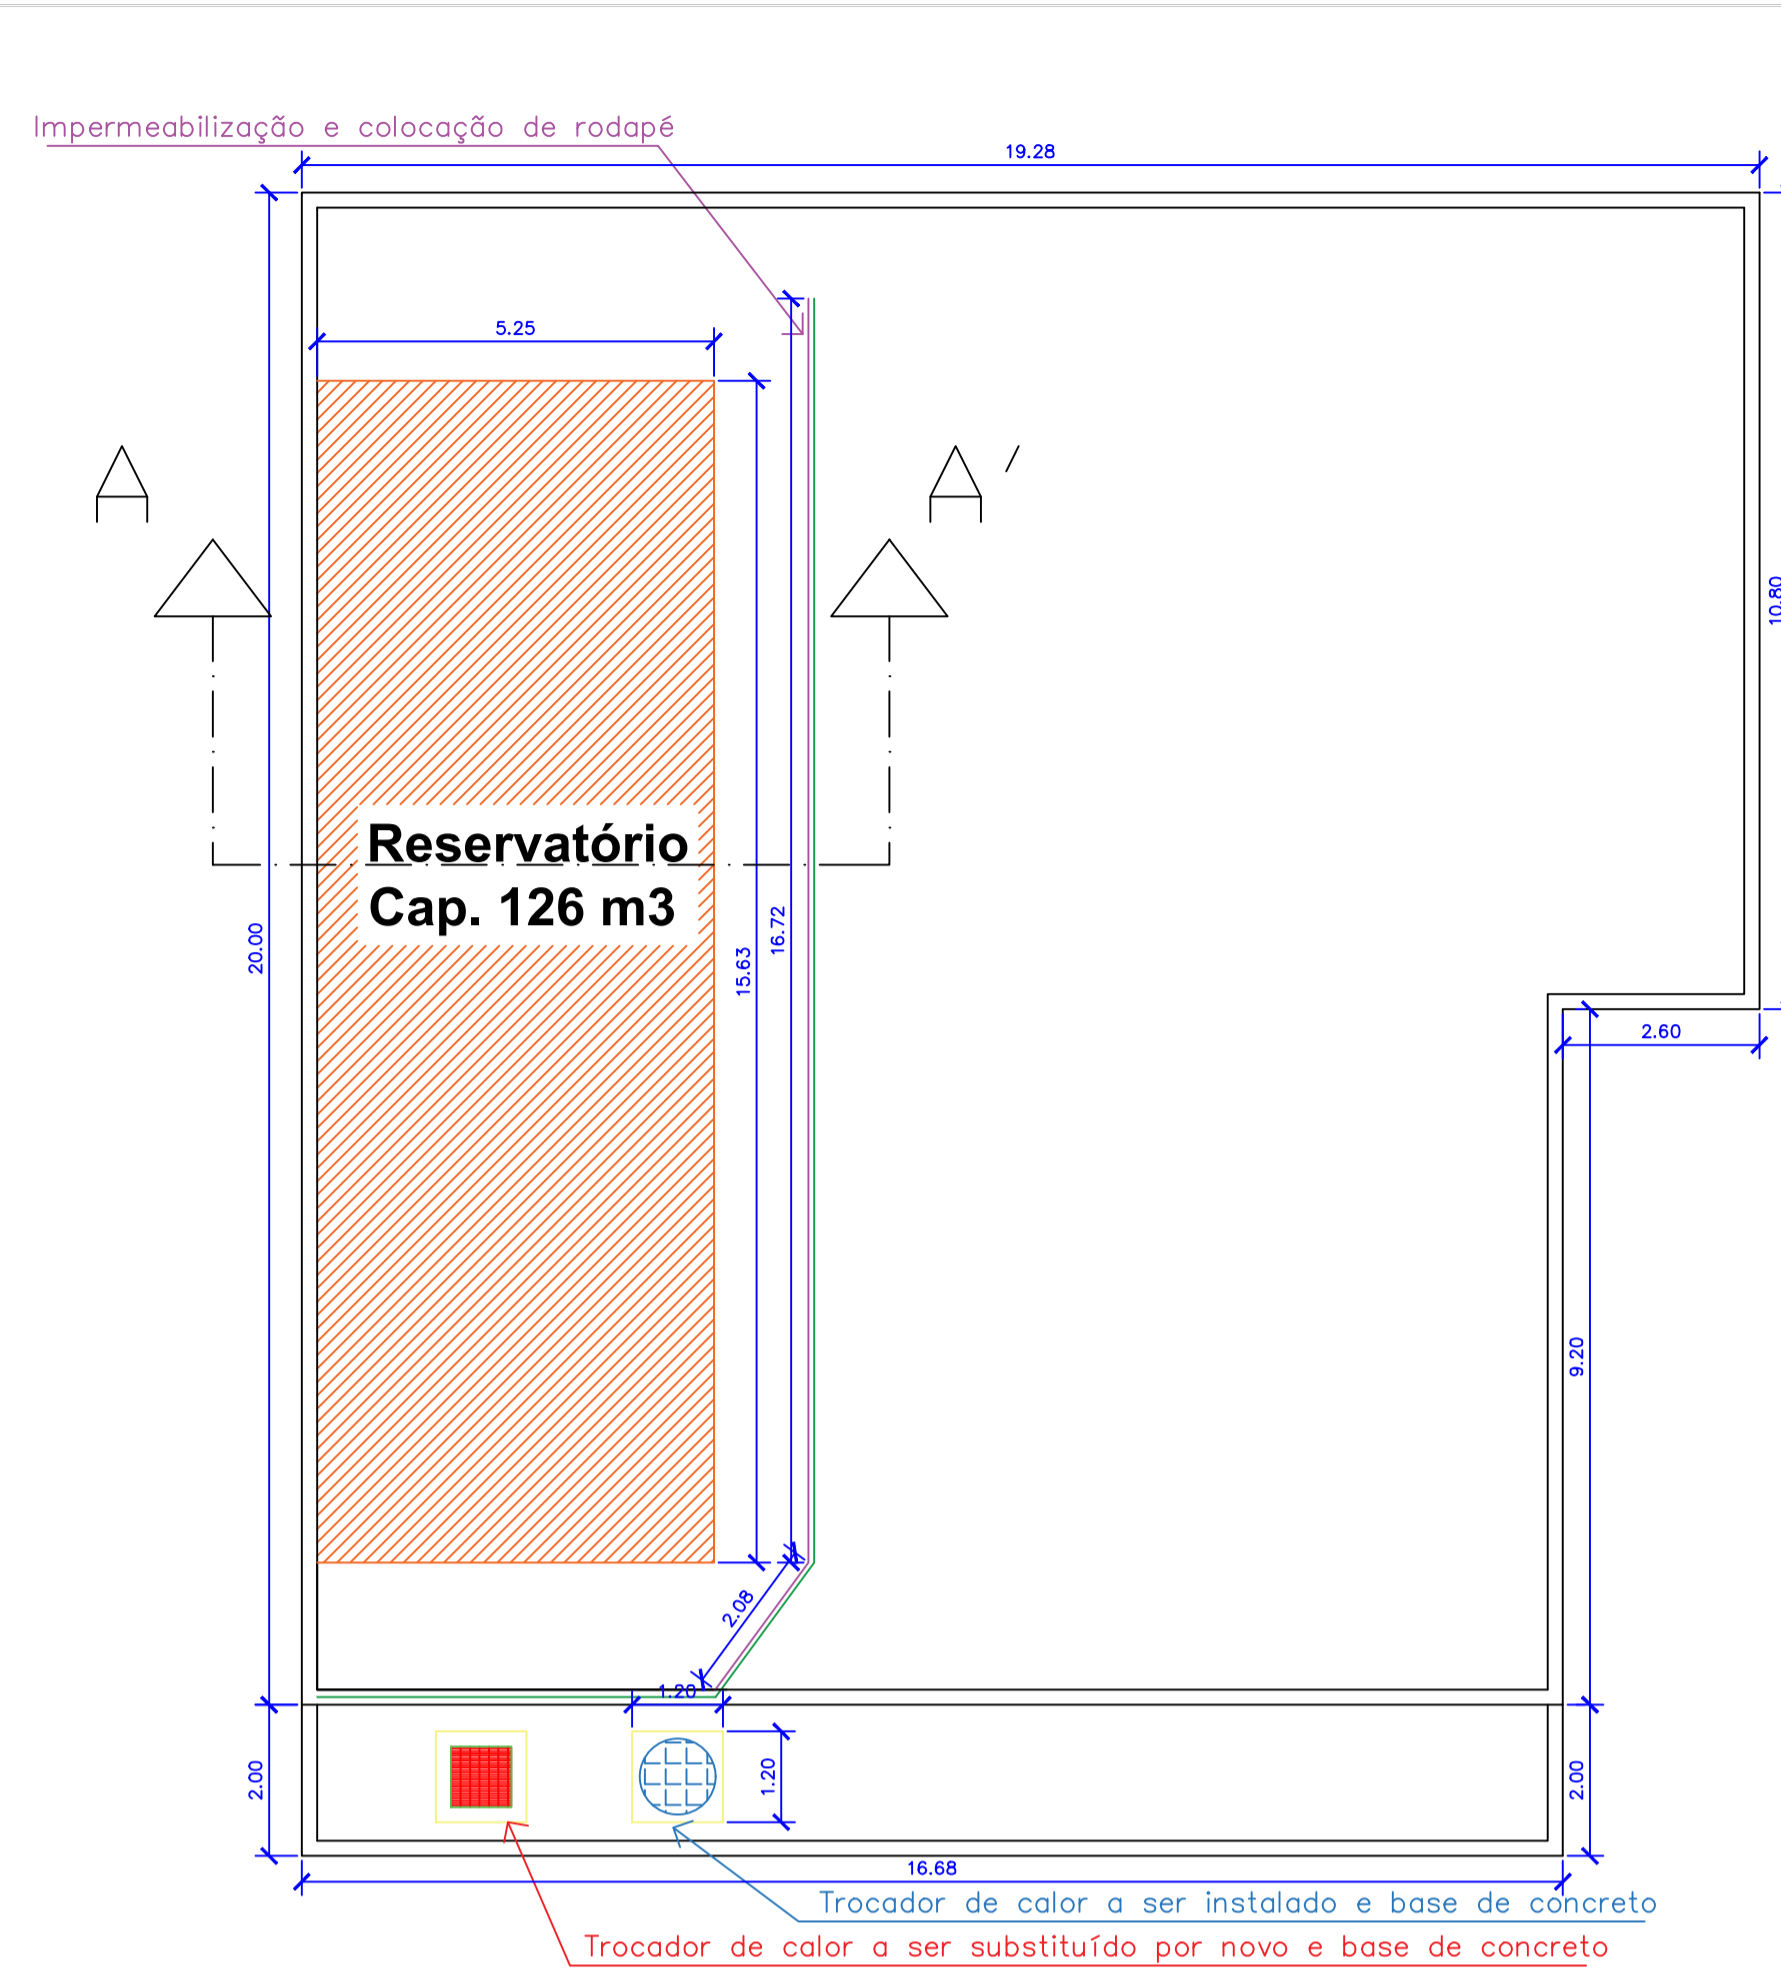 Impermeabilização e colocação de rodapé
19.28
5.25
A
A'
10.80
Reservatório
Cap. 126 m3
20.00
15.63
16.72
2.60
9.20
2.08
1.20
1.20
2.00
2.00
16.68
Trocador de calor a ser instalado e base de concreto
Trocador de calor a ser substituído por novo e base de concreto